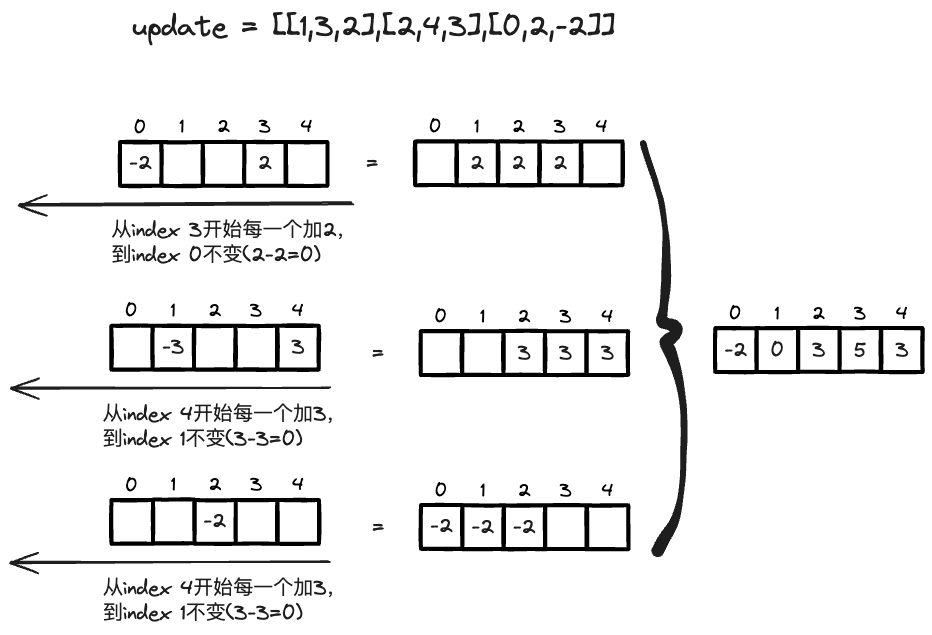 update = [[1,3,2],[2,4,3],[0,2,-2]]
0 1 2 3 4
-2 2
=
0 1 2 3 4
2 2 2
从index 3开始每一个加2，
到index 0不变(2-2=0)
0 1 2 3 4
-3 3
=
0 1 2 3 4
3 3 3
从index 4开始每一个加3，
到index 1不变(3-3=0)
0 1 2 3 4
-2
=
0 1 2 3 4
-2 -2 -2
从index 4开始每一个加3，
到index 1不变(3-3=0)
0 1 2 3 4
-2 0 3 5 3